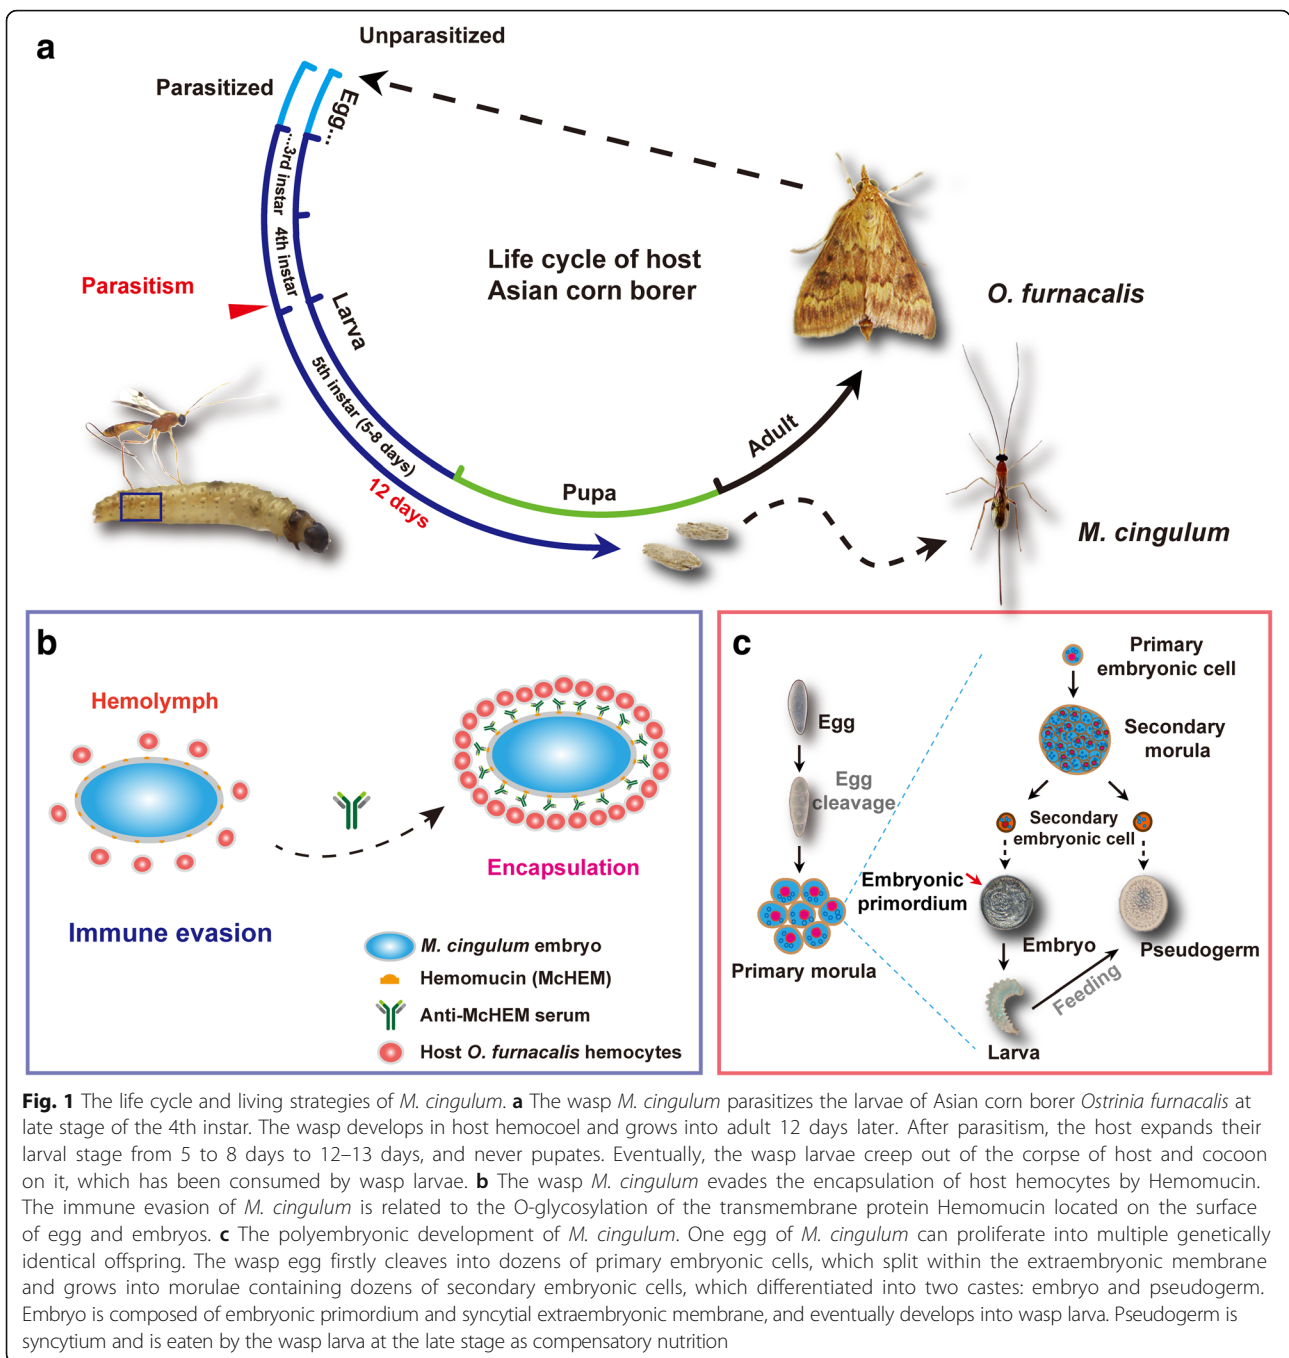 a
Unparasitized
Parasitized
Egg...
...3rd instar
4th instar
Parasitism
Larva
5th instar (5-8 days)
12 days
Life cycle of host
Asian corn borer
O. furnacalis
Adult
Pupa
M. cingulum
b
Hemolymph
Encapsulation
Immune evasion
M. cingulum embryo
Hemomucin (McHEM)
Anti-McHEM serum
Host O. furnacalis hemocytes
c
Egg
Egg
cleavage
Primary morula
Primary
embryonic cell
Secondary
morula
Secondary
embryonic cell
Embryonic
primordium
Embryo
Pseudogerm
Feeding
Larva
Fig. 1 The life cycle and living strategies of M. cingulum. a The wasp M. cingulum parasitizes the larvae of Asian corn borer Ostrinia furnacalis at
late stage of the 4th instar. The wasp develops in host hemocoel and grows into adult 12 days later. After parasitism, the host expands their
larval stage from 5 to 8 days to 12–13 days, and never pupates. Eventually, the wasp larvae creep out of the corpse of host and cocoon
on it, which has been consumed by wasp larvae. b The wasp M. cingulum evades the encapsulation of host hemocytes by Hemomucin.
The immune evasion of M. cingulum is related to the O-glycosylation of the transmembrane protein Hemomucin located on the surface
of egg and embryos. c The polyembryonic development of M. cingulum. One egg of M. cingulum can proliferate into multiple genetically
identical offspring. The wasp egg firstly cleaves into dozens of primary embryonic cells, which split within the extraembryonic membrane
and grows into morulae containing dozens of secondary embryonic cells, which differentiated into two castes: embryo and pseudogerm.
Embryo is composed of embryonic primordium and syncytial extraembryonic membrane, and eventually develops into wasp larva. Pseudogerm is
syncytium and is eaten by the wasp larva at the late stage as compensatory nutrition